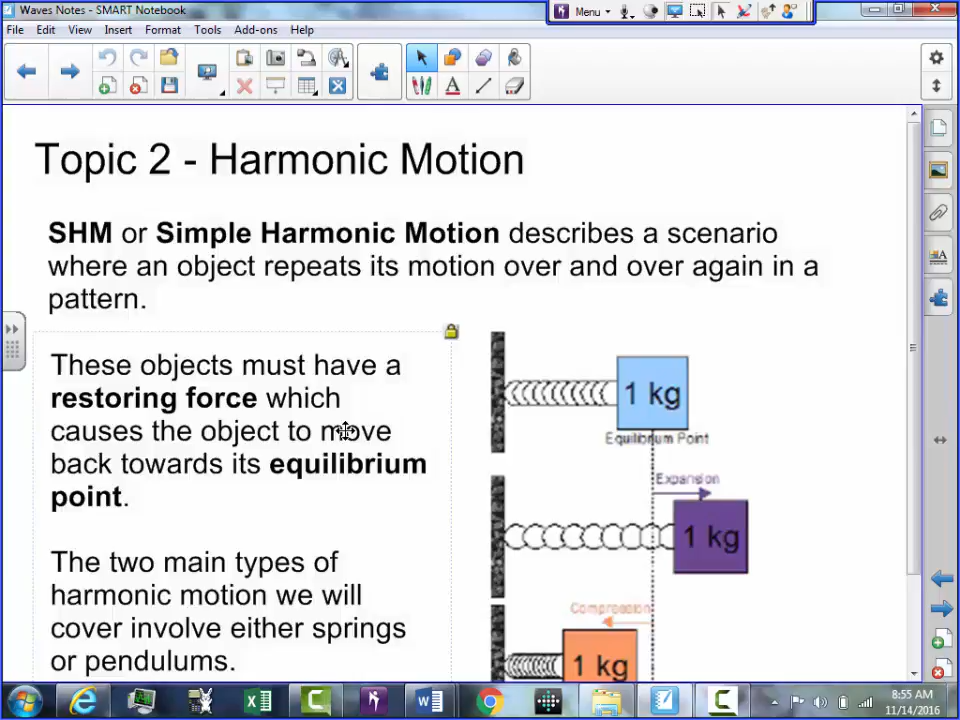 Waves Notes - SMART Notebook
Menu
File Edit View Insert Format Tools Add-ons Help
Topic 2 - Harmonic Motion
SHM or Simple Harmonic Motion describes a scenario
where an object repeats its motion over and over again in a
pattern.
These objects must have a
restoring force which
causes the object to move
back towards its equilibrium
point.
The two main types of
harmonic motion we will
cover involve either springs
or pendulums.
1 kg
Equilibrium Point
Expansion
1 kg
Compression
1 kg
8:55 AM
11/14/2016